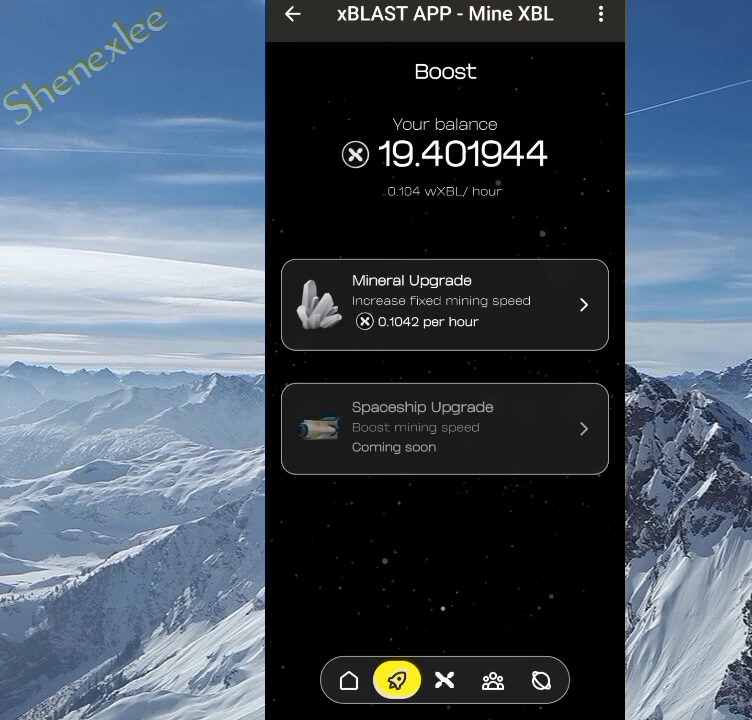 Shenexlee
xBLAST APP - Mine XBL
Boost
Your balance
19.401944
0.104 wXBL/ hour
Mineral Upgrade
Increase fixed mining speed
0.1042 per hour
Spaceship Upgrade
Boost mining speed
Coming soon